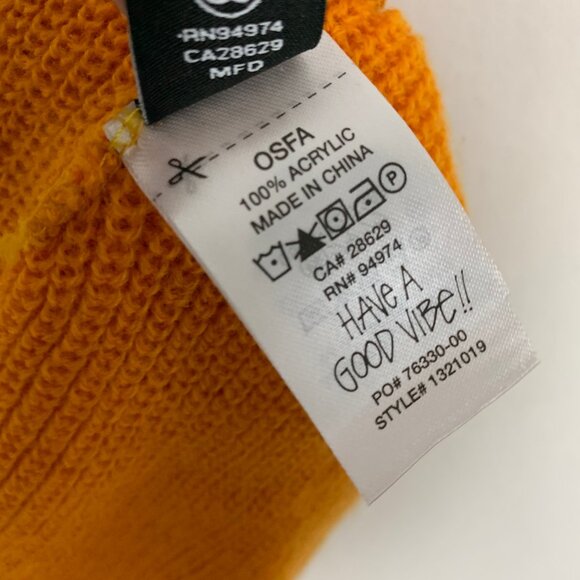 RN94974
CA28629
MFD
OSFA
100% ACRYLIC
MADE IN CHINA
P
CA# 28629
RN# 94974
HAVE A
GOOD VIBE!!
PO# 76330-00
STYLE# 1321019